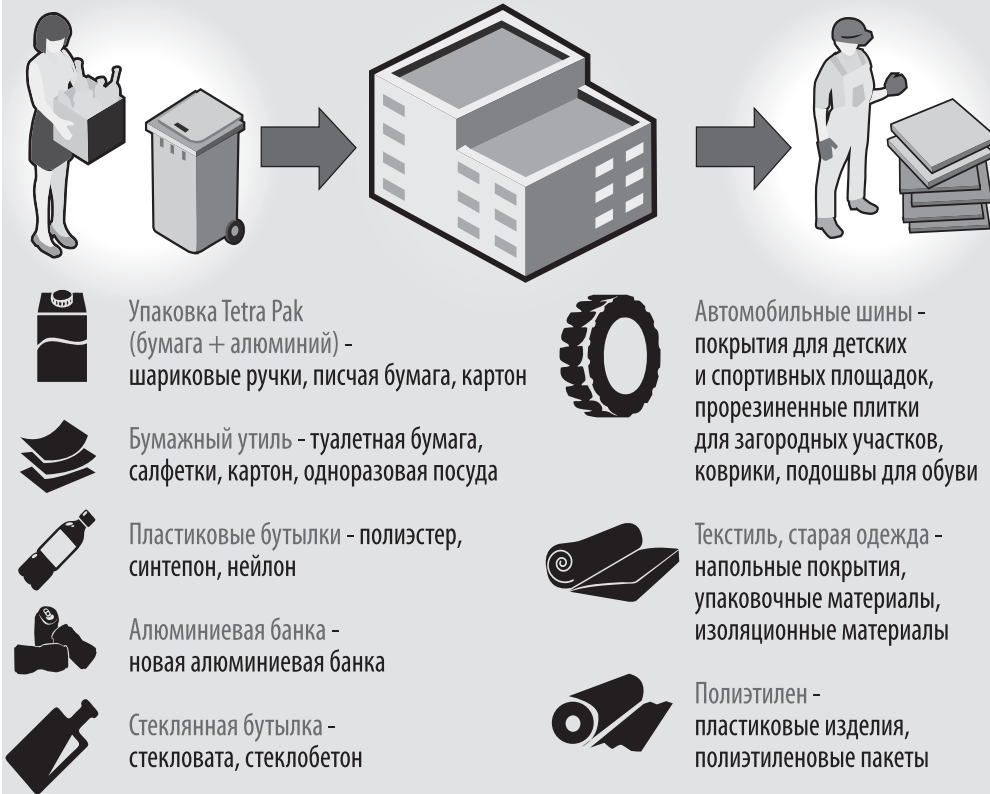 Упаковка Tetra Pak
(бумага + алюминий) -
шариковые ручки, писчая бумага, картон
Бумажный утиль - туалетная бумага,
салфетки, картон, одноразовая посуда
Пластиковые бутылки - полиэстер,
синтепон, нейлон
Алюминиевая банка -
новая алюминиевая банка
Стеклянная бутылка -
стекловата, стеклобетон
Автомобильные шины -
покрытия для детских
и спортивных площадок,
прорезиненные плитки
для загородных участков,
коврики, подошвы для обуви
Текстиль, старая одежда -
напольные покрытия,
упаковочные материалы,
изоляционные материалы
Полиэтилен -
пластиковые изделия,
полиэтиленовые пакеты